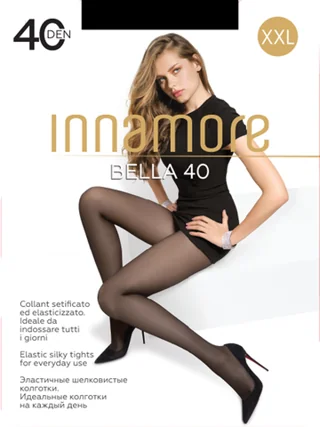 40 DEN
XXL
INNAMORE
BELLA 40
Collant setificato
ed elasticizzato.
Ideale da
indossare tutti
i giorni
Elastic silky tights
for everyday use
Эластичные шелковистые
колготки.
Идеальные колготки
на каждый день